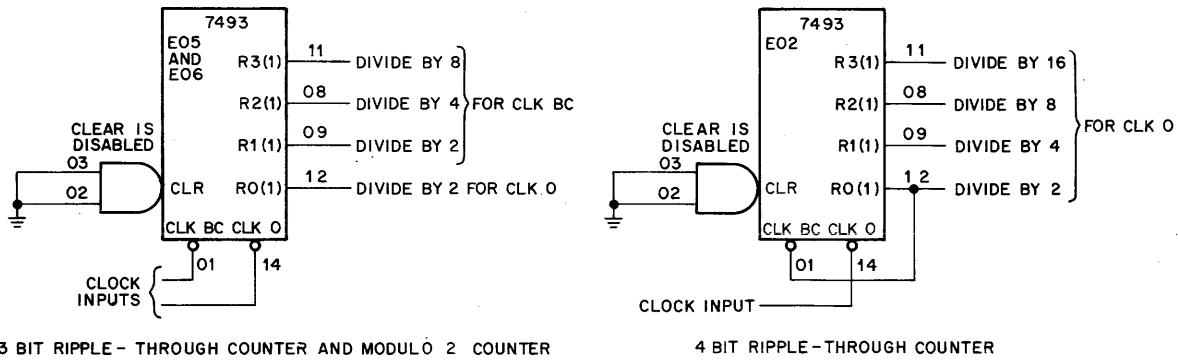 7493
E05
AND
E06
R3(1) 11 DIVIDE BY 8
R2(1) 08 DIVIDE BY 4
FOR CLK BC
R1(1) 09 DIVIDE BY 2
R0(1) 12 DIVIDE BY 2 FOR CLK 0
CLEAR IS
DISABLED
03
02
CLR
CLK BC CLK 0
01 14
CLOCK
INPUTS
3 BIT RIPPLE- THROUGH COUNTER AND MODULO 2 COUNTER
7493
E02
R3(1) 11 DIVIDE BY 16
R2(1) 08 DIVIDE BY 8
FOR CLK 0
R1(1) 09 DIVIDE BY 4
R0(1) 12 DIVIDE BY 2
CLEAR IS
DISABLED
03
02
CLR
CLK BC CLK 0
01 14
CLOCK INPUT
4 BIT RIPPLE-THROUGH COUNTER